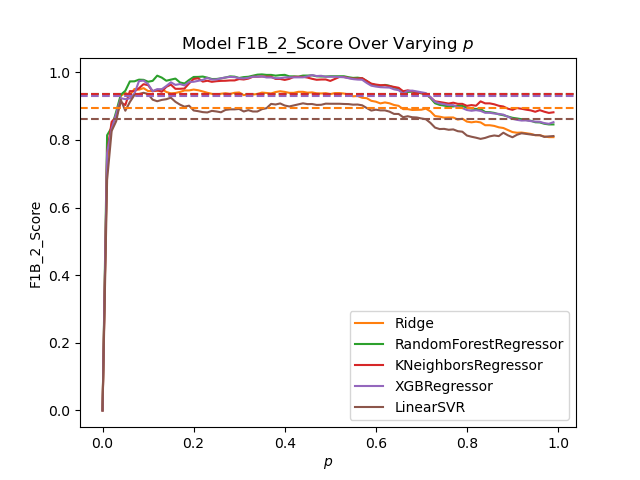 Model F1B_2_Score Over Varying p
F1B_2_Score
1.0
0.8
0.6
0.4
0.2
0.0
Ridge
RandomForestRegressor
KNeighborsRegressor
XGBRegressor
LinearSVR
0.0 0.2 0.4 0.6 0.8 1.0
p